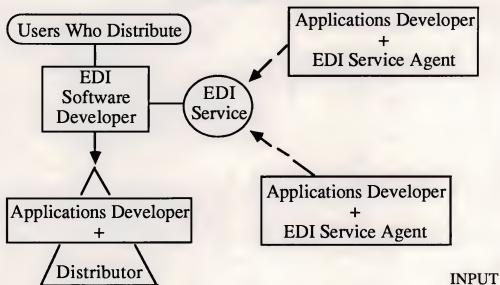 Users Who Distribute
EDI
Software
Developer
EDI
Service
Applications Developer
+
EDI Service Agent
Applications Developer
+
Distributor
Applications Developer
+
EDI Service Agent
INPUT